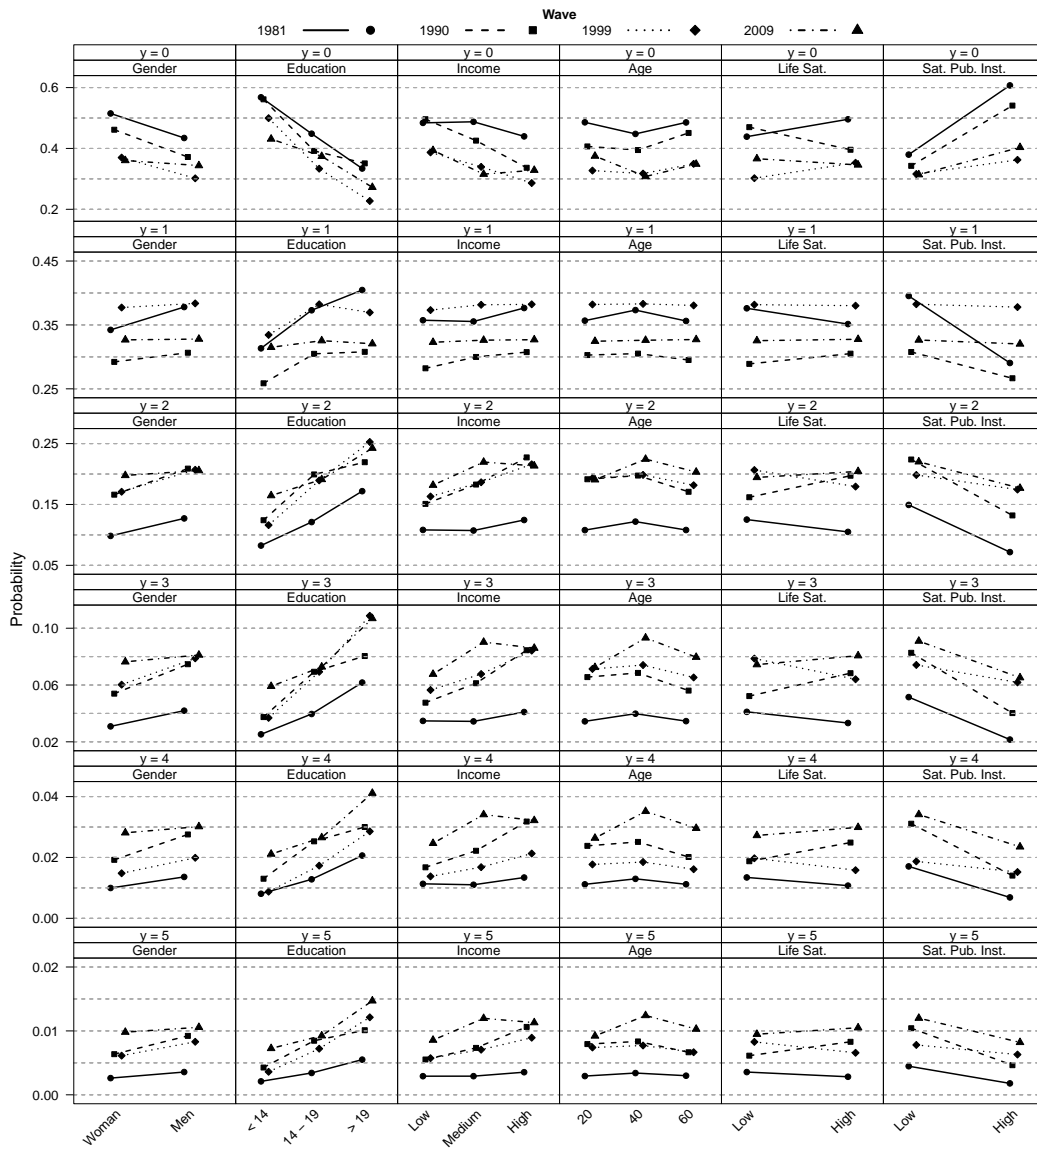 Wave
1981 1990 1999 2009
y = 0 y = 0 y = 0 y = 0 y = 0 y = 0
Gender Education Income Age Life Sat. Sat. Pub. Inst.
0.6
0.4
0.2
y = 1 y = 1 y = 1 y = 1 y = 1 y = 1
Gender Education Income Age Life Sat. Sat. Pub. Inst.
0.45
0.35
0.25
y = 2 y = 2 y = 2 y = 2 y = 2 y = 2
Gender Education Income Age Life Sat. Sat. Pub. Inst.
0.25
0.15
0.05
Probability
y = 3 y = 3 y = 3 y = 3 y = 3 y = 3
Gender Education Income Age Life Sat. Sat. Pub. Inst.
0.10
0.06
0.02
y = 4 y = 4 y = 4 y = 4 y = 4 y = 4
Gender Education Income Age Life Sat. Sat. Pub. Inst.
0.04
0.02
0.00
y = 5 y = 5 y = 5 y = 5 y = 5 y = 5
Gender Education Income Age Life Sat. Sat. Pub. Inst.
0.02
0.01
0.00
Woman Men < 14 14 − 19 > 19 Low Medium High 20 40 60 Low High Low High